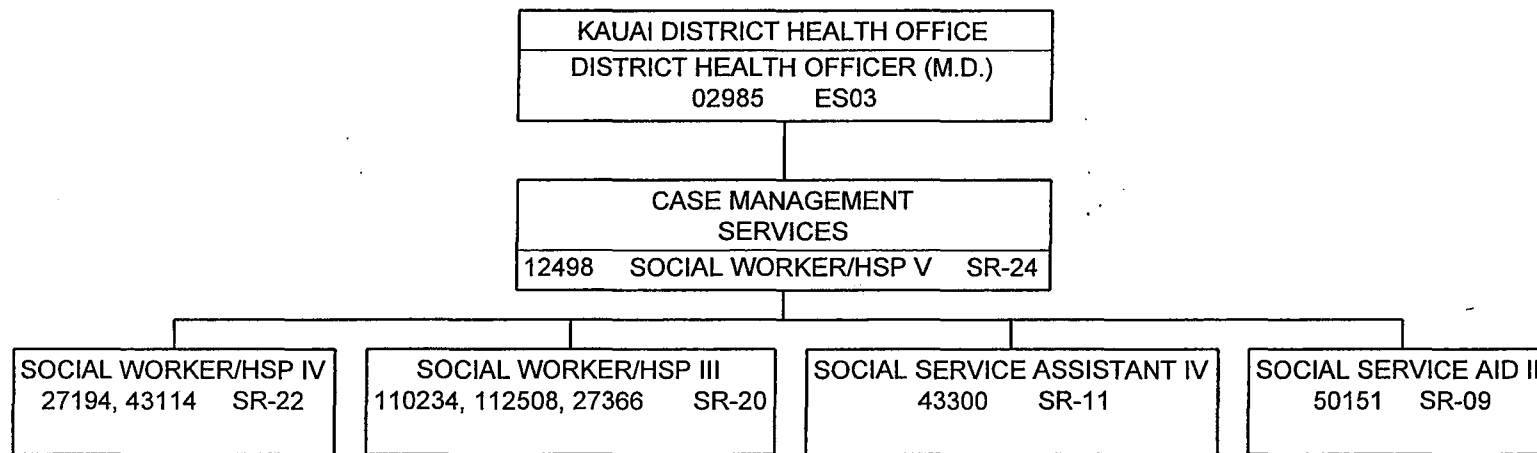 KAUAI DISTRICT HEALTH OFFICE
DISTRICT HEALTH OFFICER (M.D.)
02985 ES03
CASE MANAGEMENT
SERVICES
12498 SOCIAL WORKER/HSP V SR-24
SOCIAL WORKER/HSP IV
27194, 43114 SR-22
SOCIAL WORKER/HSP III
110234, 112508, 27366 SR-20
SOCIAL SERVICE ASSISTANT IV
43300 SR-11
SOCIAL SERVICE AID
50151 SR-09